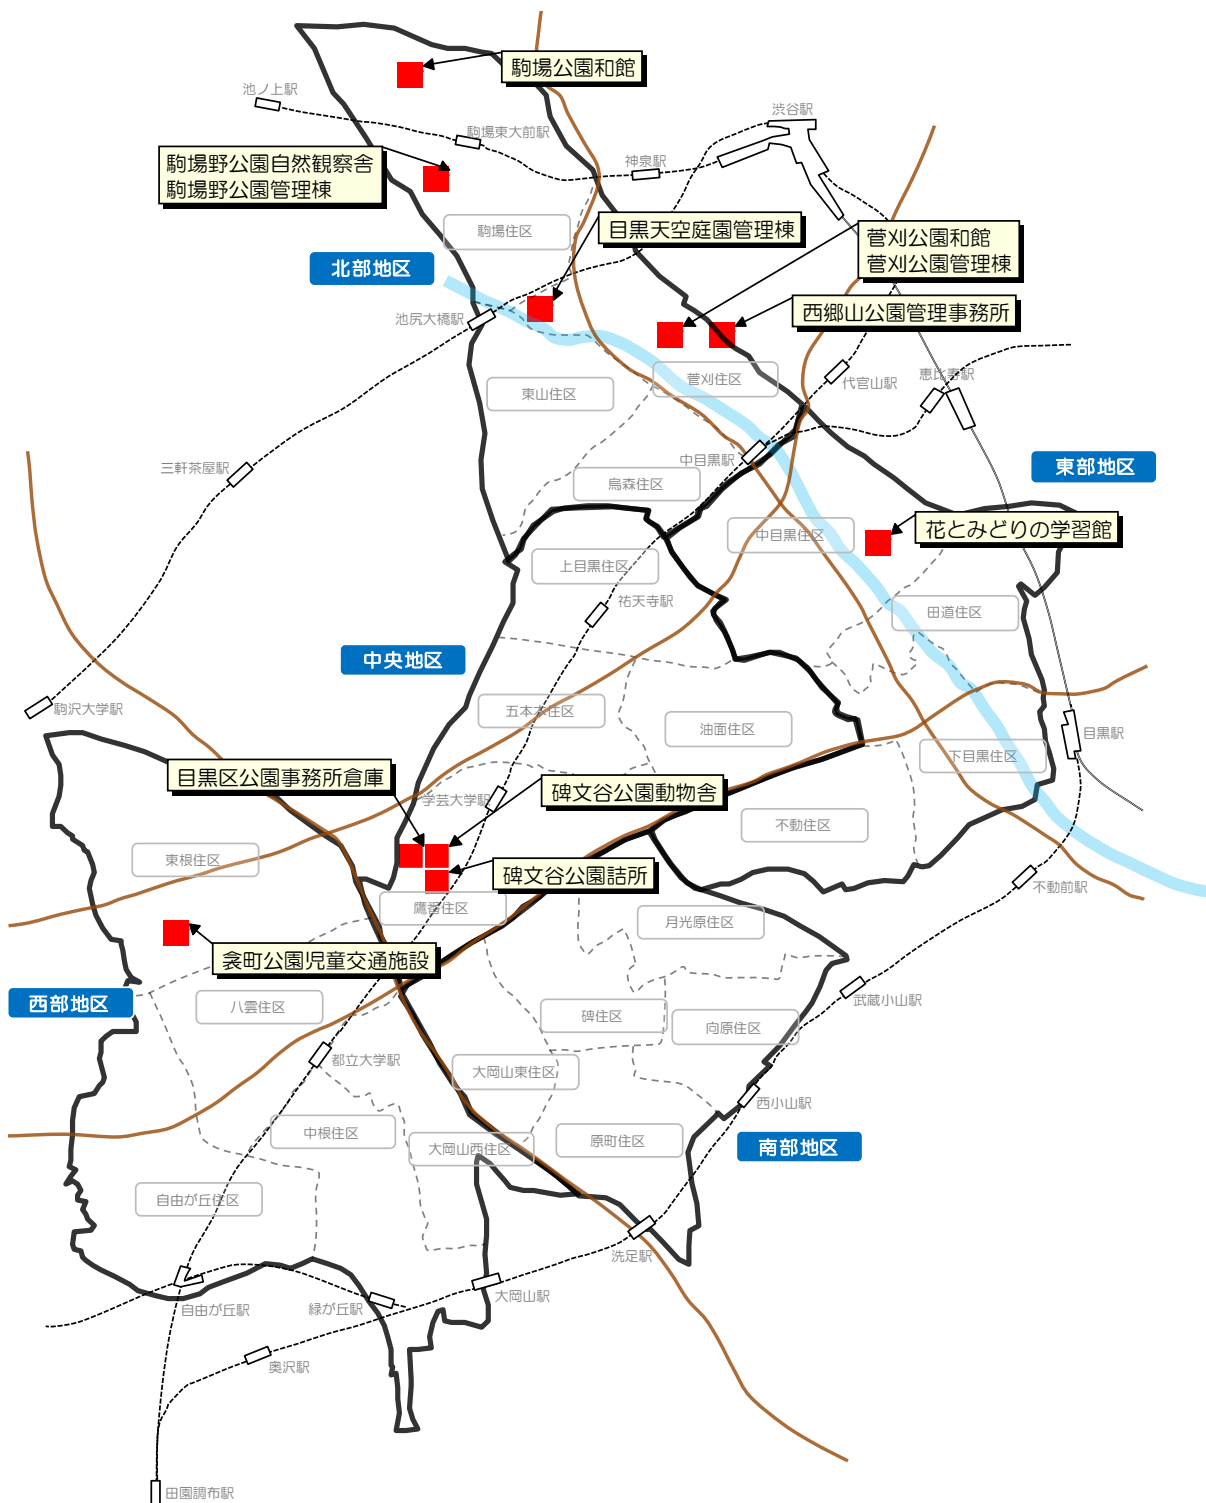 駒場公園和館
池ノ上駅
渋谷駅
駒場東大前駅
神泉駅
駒場野公園自然観察舎
駒場野公園管理棟
駒場住区
目黒天空庭園管理棟
菅刈公園和館
菅刈公園管理棟
北部地区
西郷山公園管理事務所
池尻大橋駅
菅刈住区
恵比寿駅
代官山駅
東山住区
中目黒駅
三軒茶屋駅
東部地区
烏森住区
中目黒住区
花とみどりの学習館
上目黒住区
祐天寺駅
田道住区
中央地区
駒沢大学駅
五本木住区
油面住区
目黒駅
下目黒住区
目黒区公園事務所倉庫
碑文谷公園動物舎
学芸大学駅
不動住区
東根住区
碑文谷公園詰所
不動前駅
鷹番住区
月光原住区
衾町公園児童交通施設
西部地区
八雲住区
武蔵小山駅
碑住区
向原住区
都立大学駅
大岡山東住区
西小山駅
中根住区
大岡山西住区
原町住区
南部地区
自由が丘住区
洗足駅
大岡山駅
自由が丘駅
緑が丘駅
奥沢駅
田園調布駅